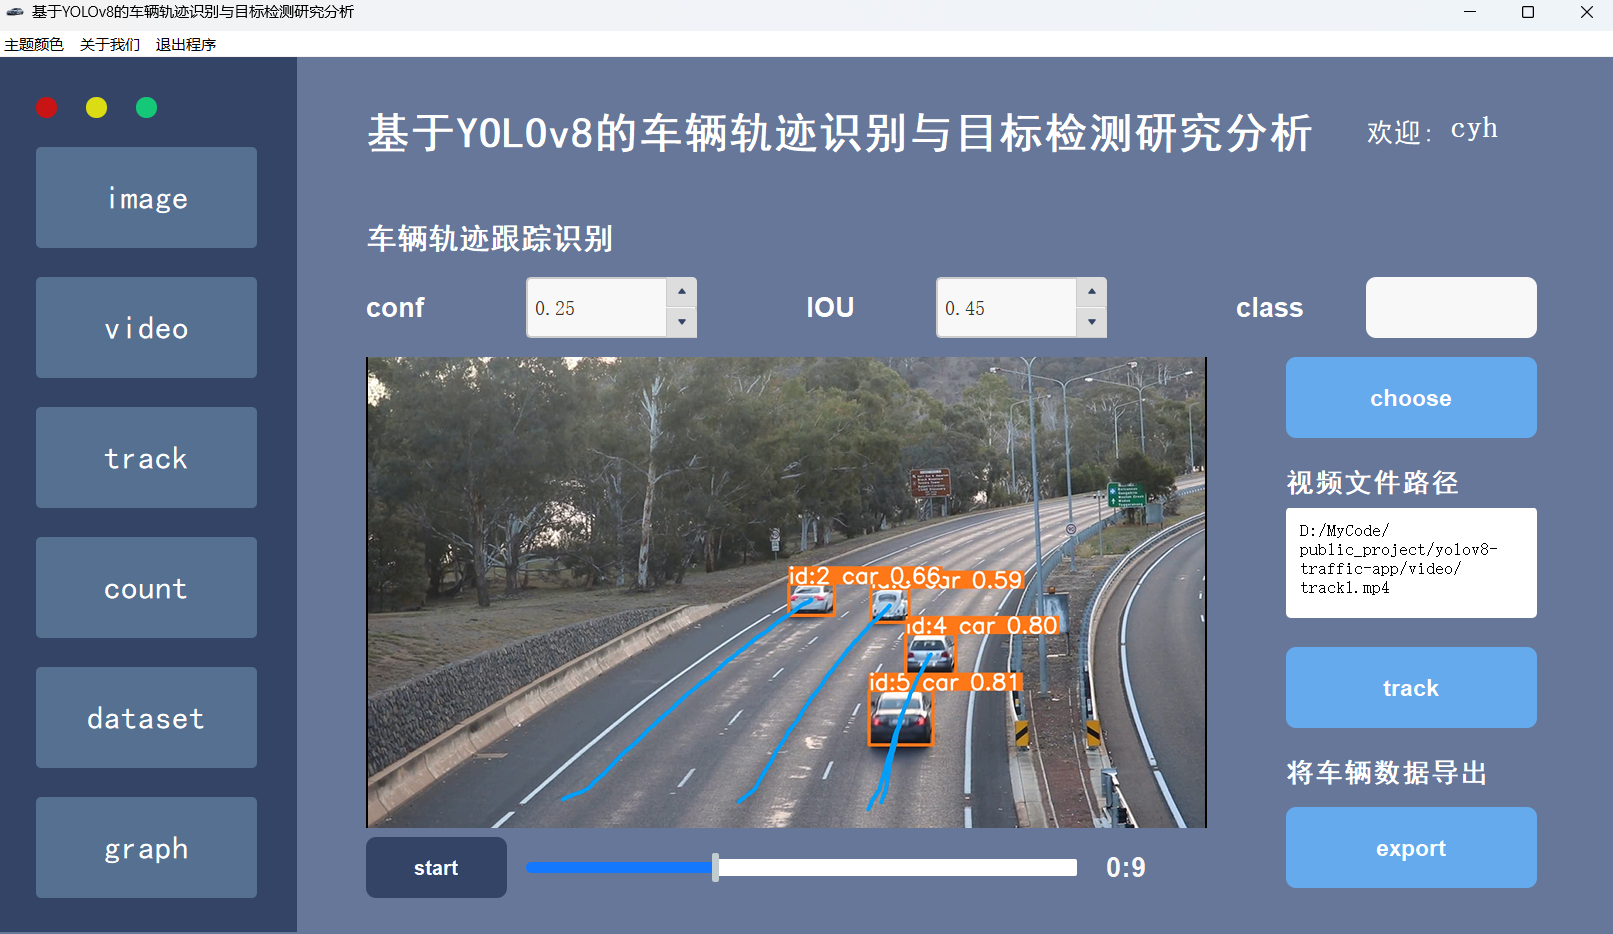 基于YOLOv8的车辆轨迹识别与目标检测研究分析
主题颜色 关于我们 退出程序
基于YOLOv8的车辆轨迹识别与目标检测研究分析
欢迎: cyh
image
video
track
count
dataset
graph
车辆轨迹跟踪识别
conf 0.25 IOU 0.45 class
id:2 car 0.66
car 0.59
id:4 car 0.80
id:5 car 0.81
choose
视频文件路径
D:/MyCode/
public_project/yolov8-
traffic-app/video/
track1.mp4
track
将车辆数据导出
export
start 0:9